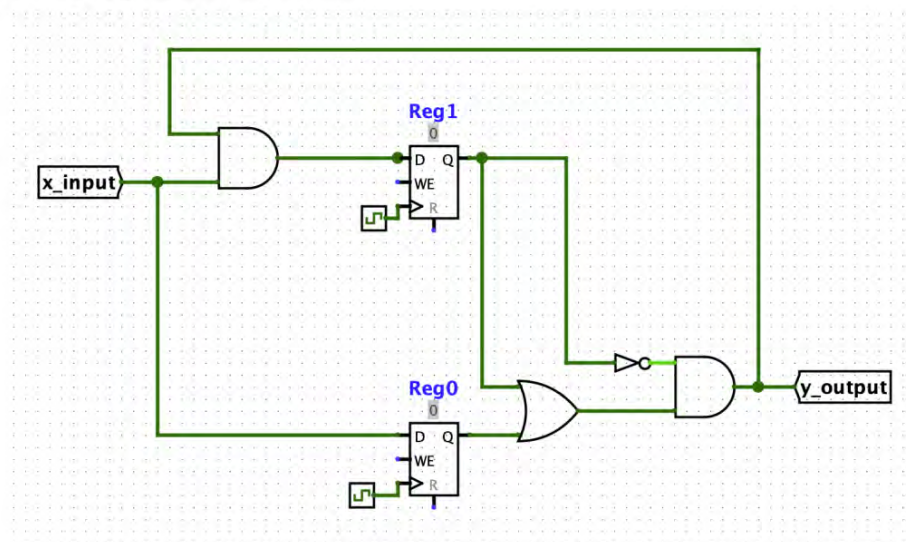 Reg1
0
D Q
WE
R
x_input
Reg0
0
D Q
WE
R
y_output